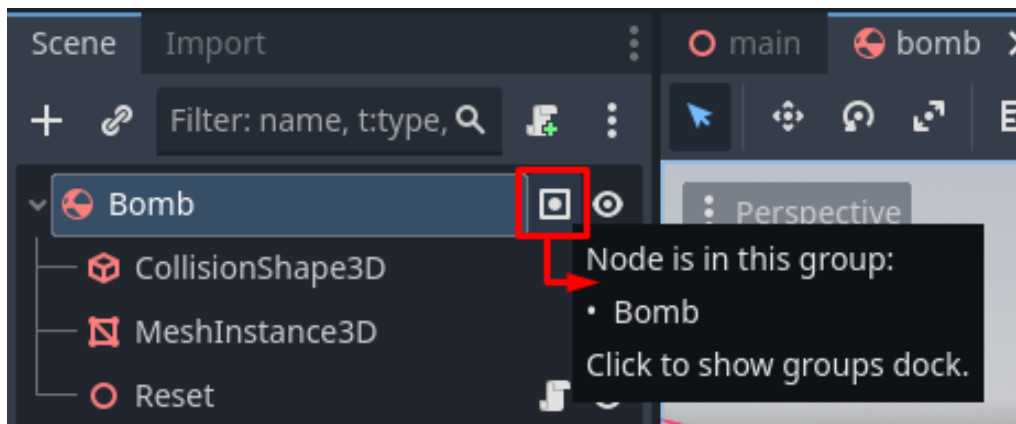 Scene Import
main
bomb
Filter: name, t:type,
Perspective
Bomb
CollisionShape3D
MeshInstance3D
Reset
Node is in this group:
• Bomb
Click to show groups dock.